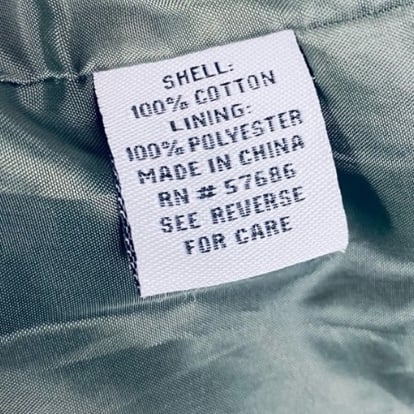 SHELL:
100% COTTON
LINING:
100% POLYESTER
MADE IN CHINA
RN # 57686
SEE REVERSE
FOR CARE